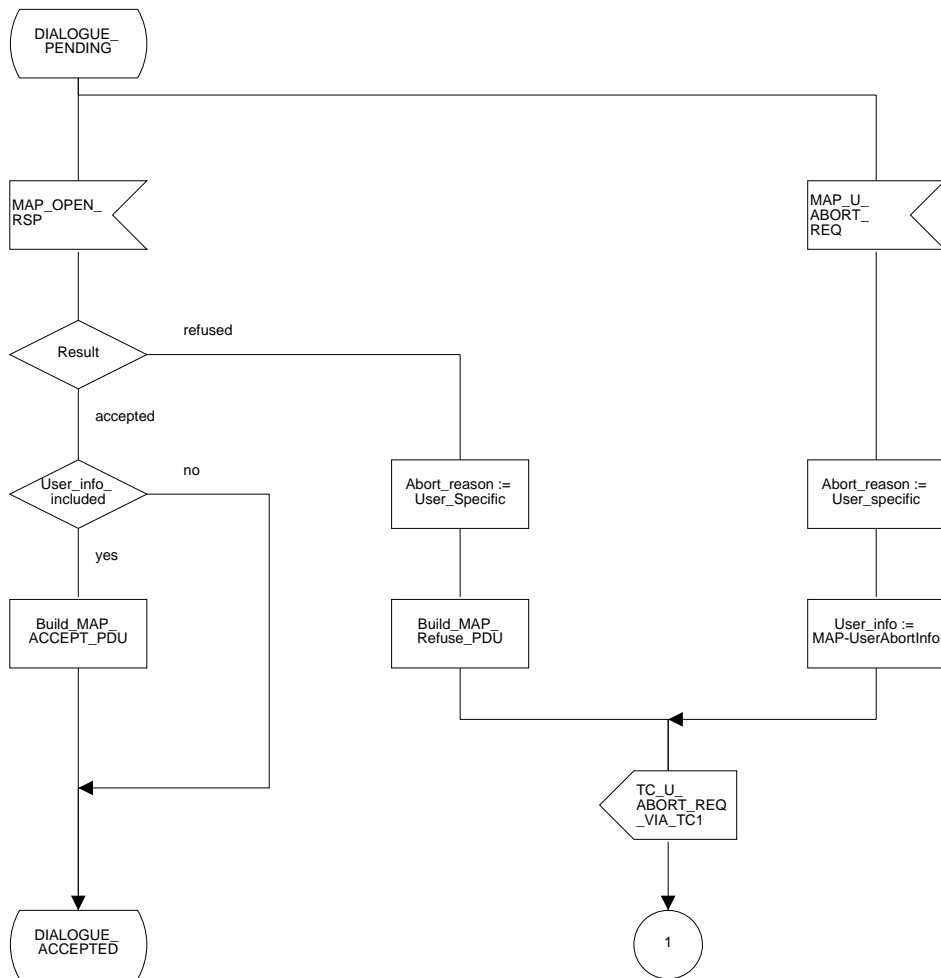 DIALOGUE_
PENDING
MAP_OPEN_
RSP
MAP_U_
ABORT_
REQ
Result
refused
accepted
User_info_
included
no
yes
Abort_reason :=
User_Specific
Abort_reason :=
User_specific
Build_MAP_
ACCEPT_PDU
Build_MAP_
Refuse_PDU
User_info :=
MAP-UserAbortInfo
TC_U_
ABORT_REQ
_VIA_TC1
DIALOGUE_
ACCEPTED
1